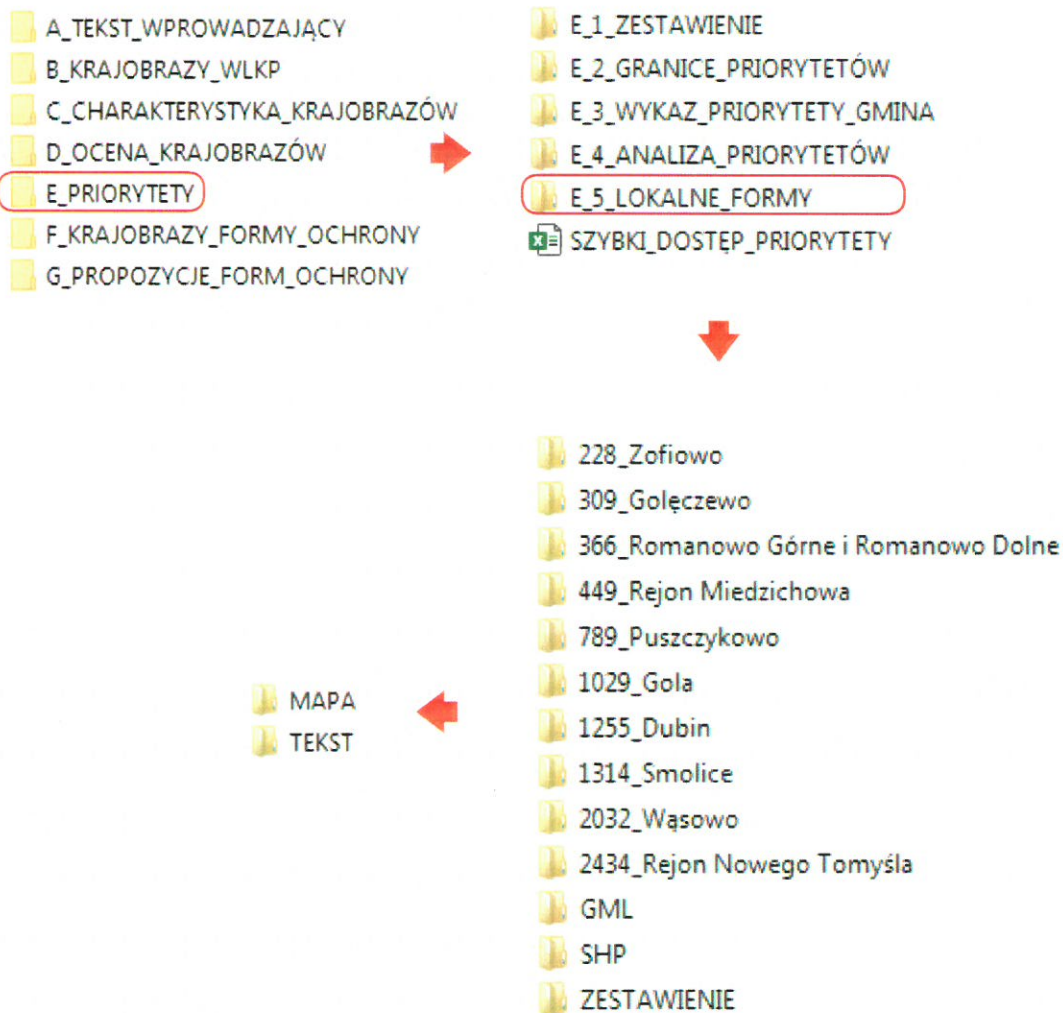 A_TEKST_WPROWADZAJĄCY
B_KRAJOBRAZY_WLKP
C_CHARAKTERYSTYKA_KRAJOBRAZÓW
D_OCENA_KRAJOBRAZÓW
E_PRIORYTETY
F_KRAJOBRAZY_FORMY_OCHRONY
G_PROPOZYCJE_FORM_OCHRONY
E_1_ZESTAWIENIE
E_2_GRANICE_PRIORYTETÓW
E_3_WYKAZ_PRIORYTETY_GMINA
E_4_ANALIZA_PRIORYTETÓW
E_5_LOKALNE_FORMY
SZYBKI_DOSTĘP_PRIORYTETY
228_Zofiowo
309_Golęczewo
366_Romanowo Górne i Romanowo Dolne
449_Rejon Miedzichowa
789_Puszczykowo
1029_Gola
1255_Dubin
1314_Smolice
2032_Wąsowo
2434_Rejon Nowego Tomyśla
GML
SHP
ZESTAWIENIE
MAPA
TEKST